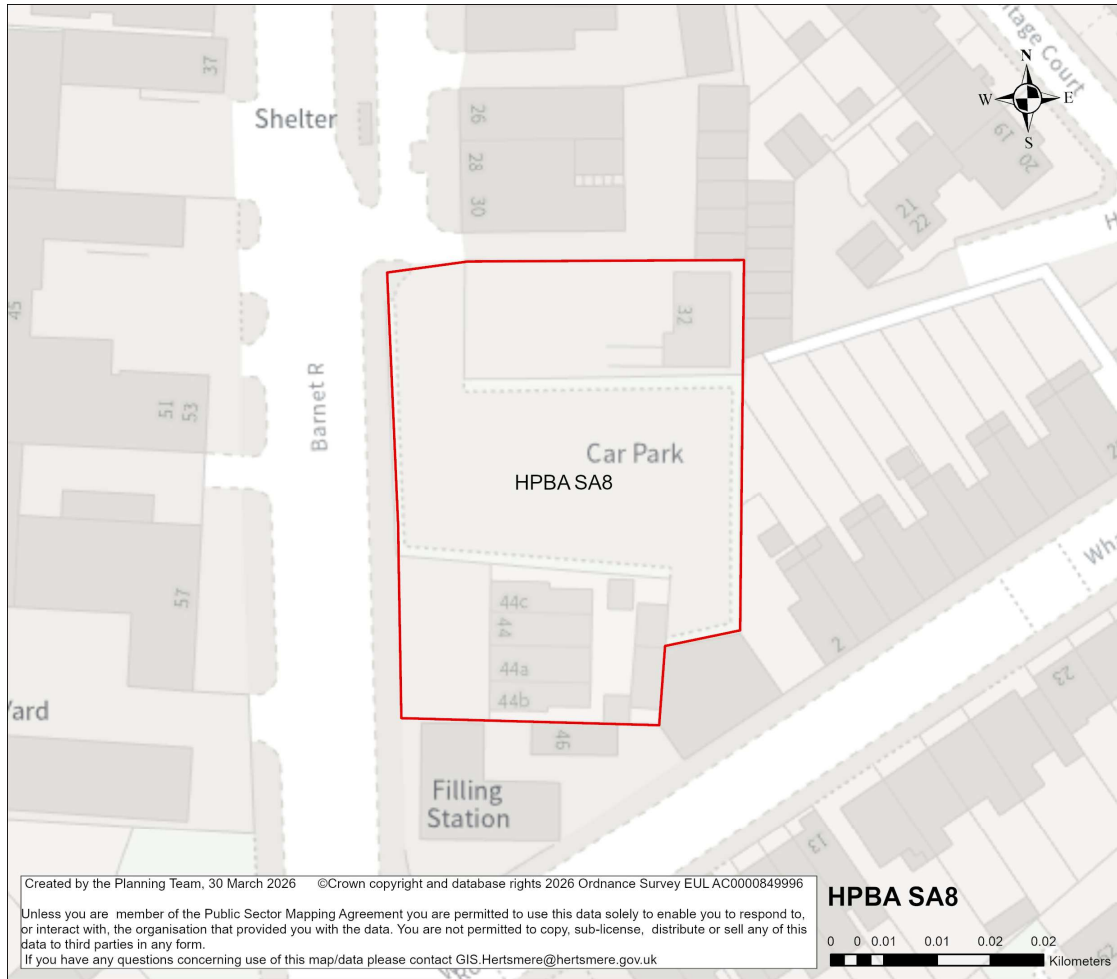 37
Shelter
26
28
30
N
W E
S
19
20
21
22
tage Court
H
45
51
53
Barnet R
32
Car Park
HPBA SA8
44c
44
44a
44b
46
57
Yard
Filling
Station
2
23
13
Created by the Planning Team, 30 March 2026 ©Crown copyright and database rights 2026 Ordnance Survey EUL AC0000849996
Unless you are member of the Public Sector Mapping Agreement you are permitted to use this data solely to enable you to respond to,
or interact with, the organisation that provided you with the data. You are not permitted to copy, sub-license, distribute or sell any of this
data to third parties in any form.
If you have any questions concerning use of this map/data please contact GIS.Hertsmere@hertsmere.gov.uk
HPBA SA8
0 0 0.01 0.01 0.02 0.02
Kilometers